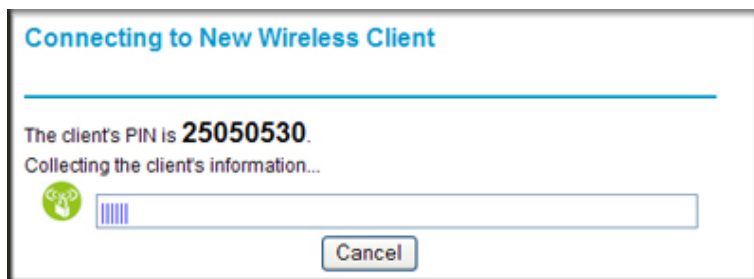 Connecting to New Wireless Client
The client's PIN is 25050530.
Collecting the client's information...
Cancel